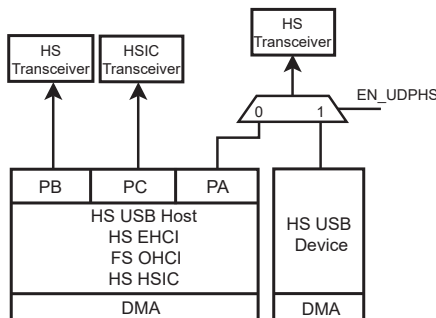 HS
Transceiver
HSIC
Transceiver
HS
Transceiver
0
1
EN_UDPHS
PB
PC
PA
HS USB Host
HS EHCI
FS OHCI
HS HSIC
DMA
HS USB
Device
DMA